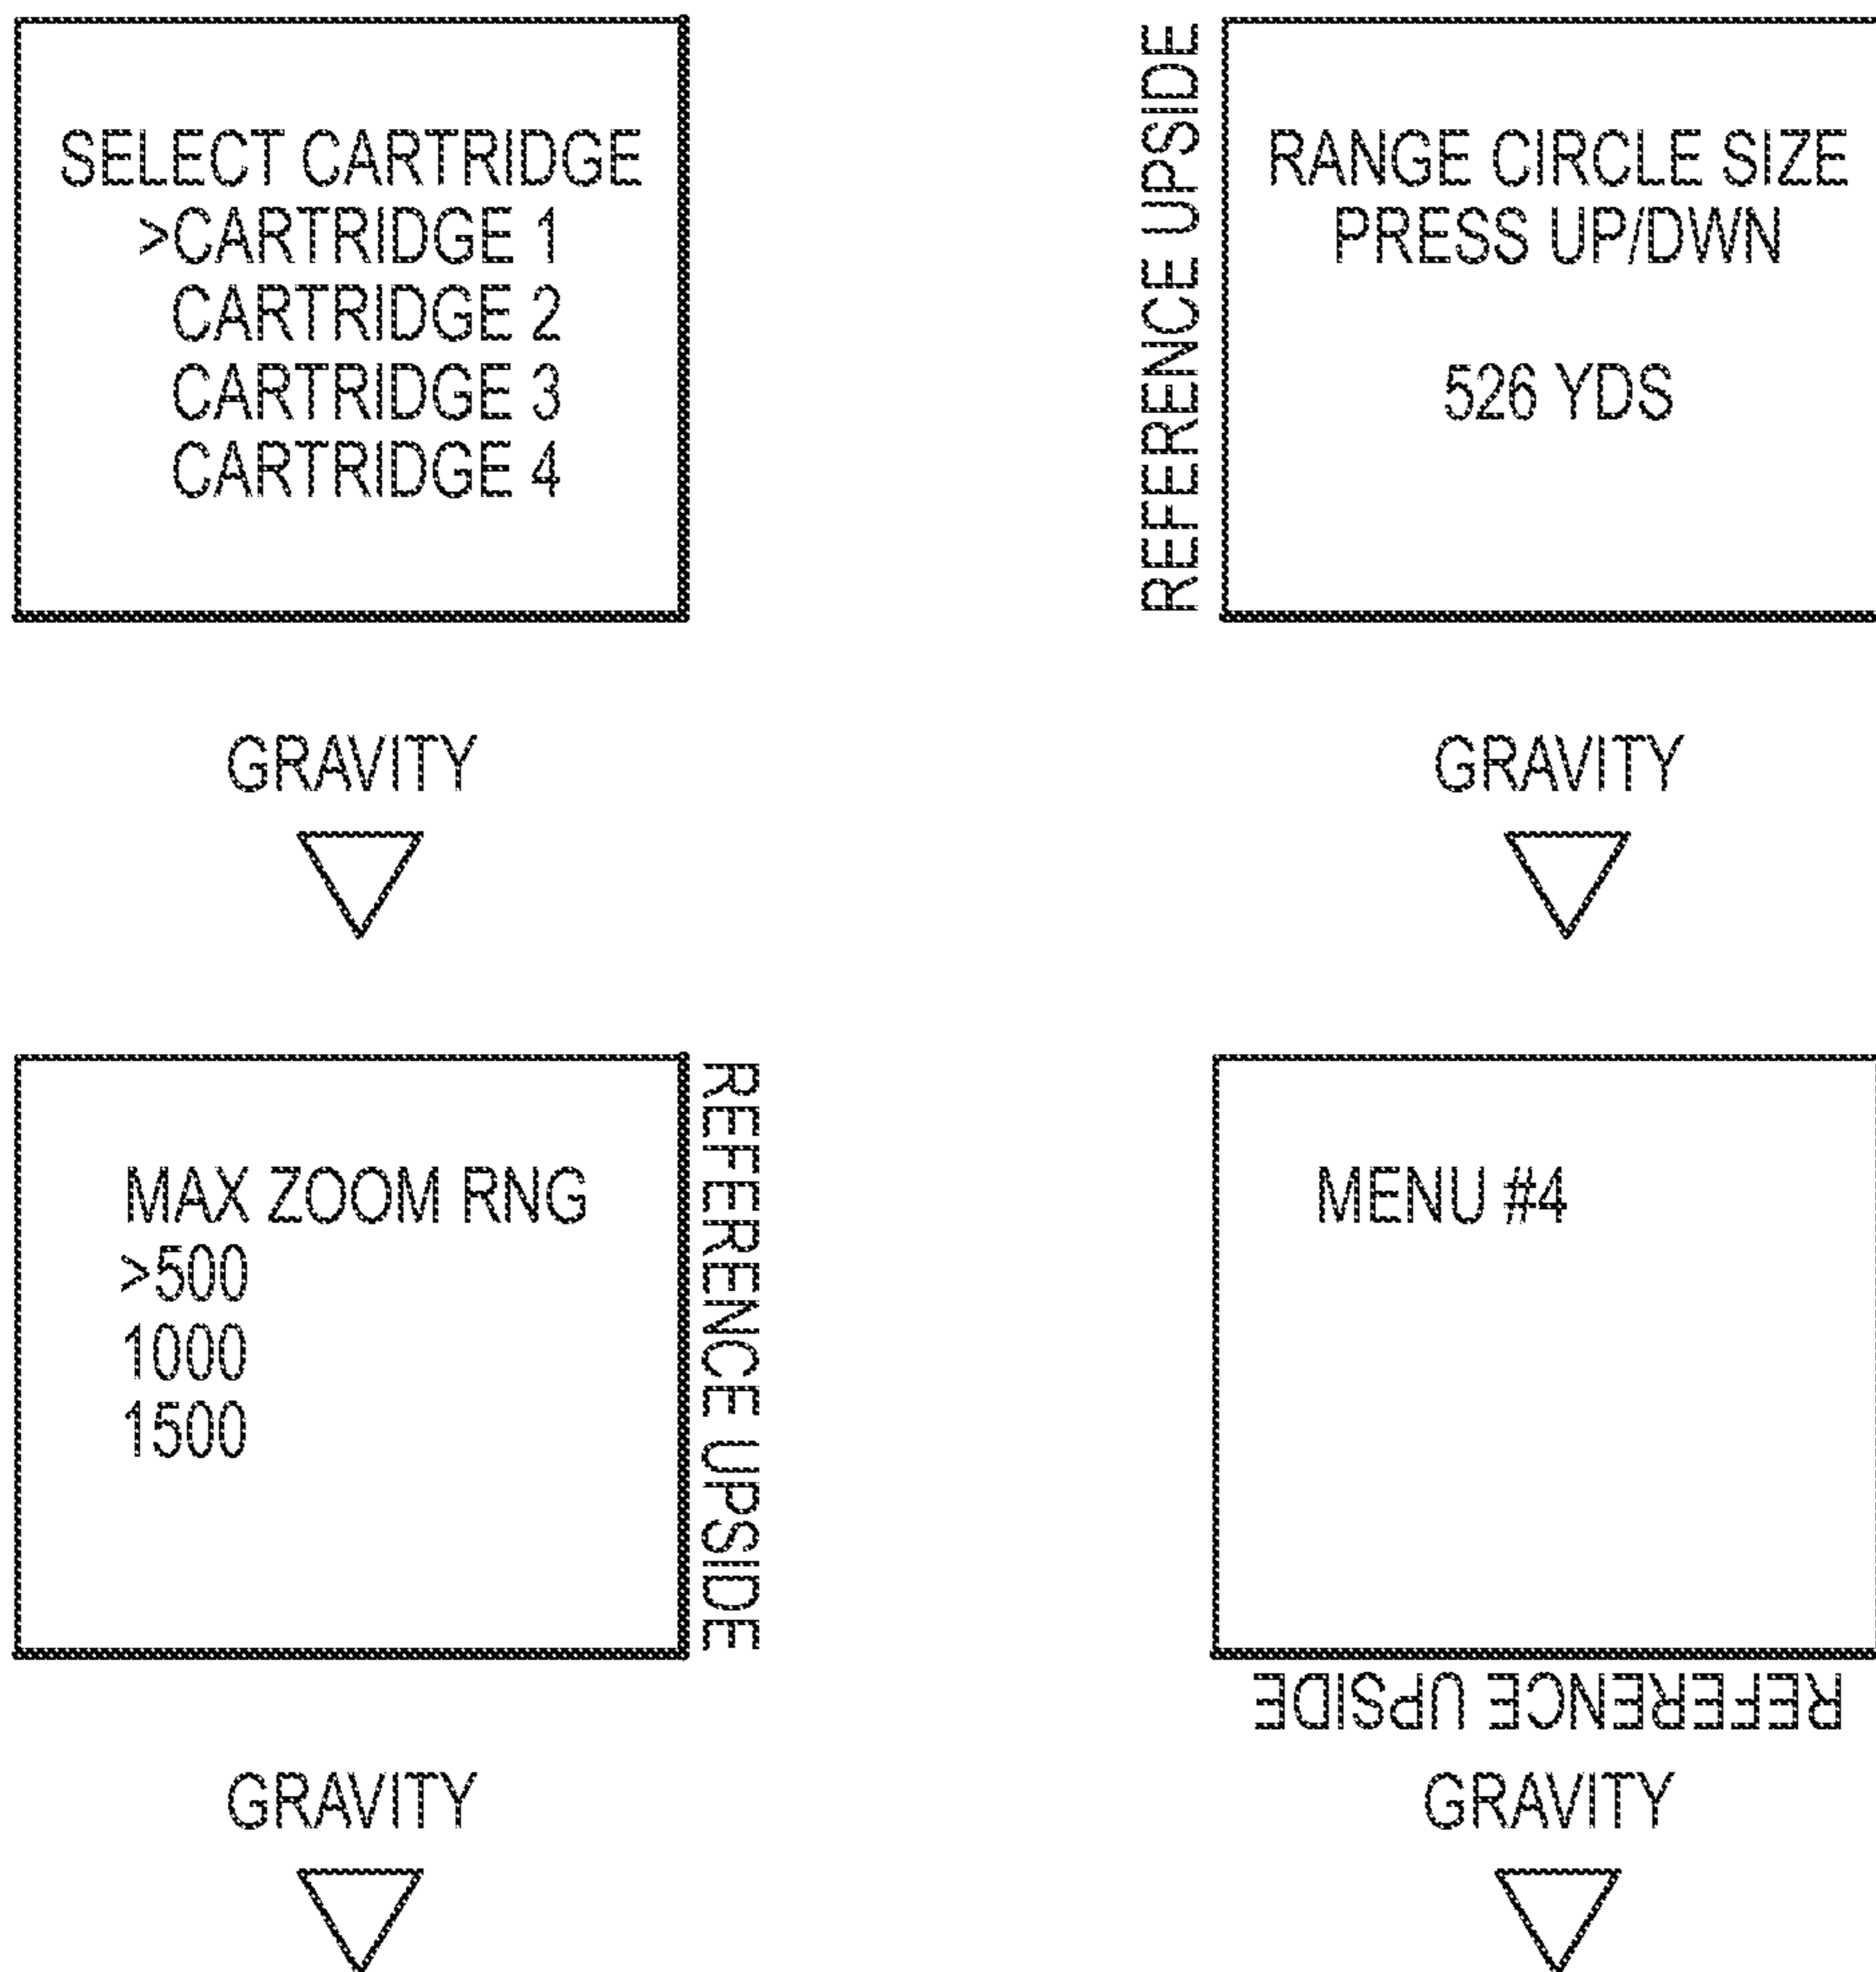 SELECT CARTRIDGE
>CARTRIDGE 1
CARTRIDGE 2
CARTRIDGE 3
CARTRIDGE 4
GRAVITY
REFERENCE UPSIDE
RANGE CIRCLE SIZE
PRESS UP/DWN
526 YDS
GRAVITY
MAX ZOOM RNG
>500
1000
1500
REFERENCE UPSIDE
GRAVITY
MENU #4
REFERENCE UPSIDE
GRAVITY